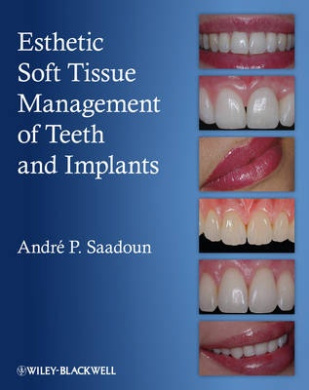 Esthetic
Soft Tissue
Management
of Teeth
and Implants
André P. Saadoun
WILEY-BLACKWELL